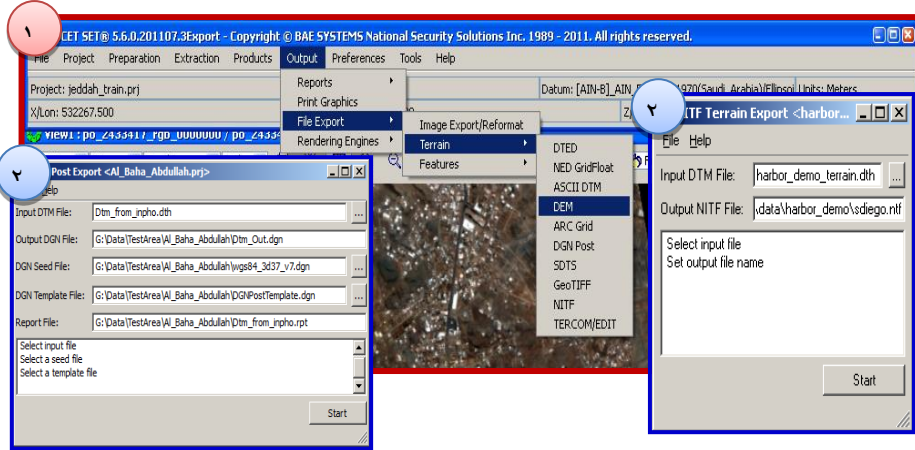 ١
CET SET® 5.6.0.201107.3Export - Copyright © BAE SYSTEMS National Security Solutions Inc. 1989 - 2011. All rights reserved.
File Project Preparation Extraction Products Output Preferences Tools Help
Project: jeddah_train.prj
Datum: [AIN-B]_AIN_ 1970(Saudi_Arabia)/Ellipsoi Units: Meters
X/Lon: 532267.500
View1 : po_2433417_rgb_0000000 / po_24334
Reports
Print Graphics
File Export
Rendering Engines
Image Export/Reformat
Terrain
Features
DTED
NED GridFloat
ASCII DTM
DEM
ARC Grid
DGN Post
SDTS
GeoTIFF
NITF
TERCOM/EDIT
٢
Post Export <Al_Baha_Abdullah.prj>
Help
Input DTM File: Dtm_from_inpho.dth ...
Output DGN File: G:\Data\TestArea\Al_Baha_Abdullah\Dtm_Out.dgn
DGN Seed File: G:\Data\TestArea\Al_Baha_Abdullah\wgs84_3d37_v7.dgn ...
DGN Template File: G:\Data\TestArea\Al_Baha_Abdullah\DGNPostTemplate.dgn ...
Report File: G:\Data\TestArea\Al_Baha_Abdullah\Dtm_from_inpho.rpt
Select input file
Select a seed file
Select a template file
Start
٢
ITF Terrain Export <harbor...
File Help
Input DTM File: harbor_demo_terrain.dth ...
Output NITF File: .data\harbor_demo\sdiego.ntf
Select input file
Set output file name
Start